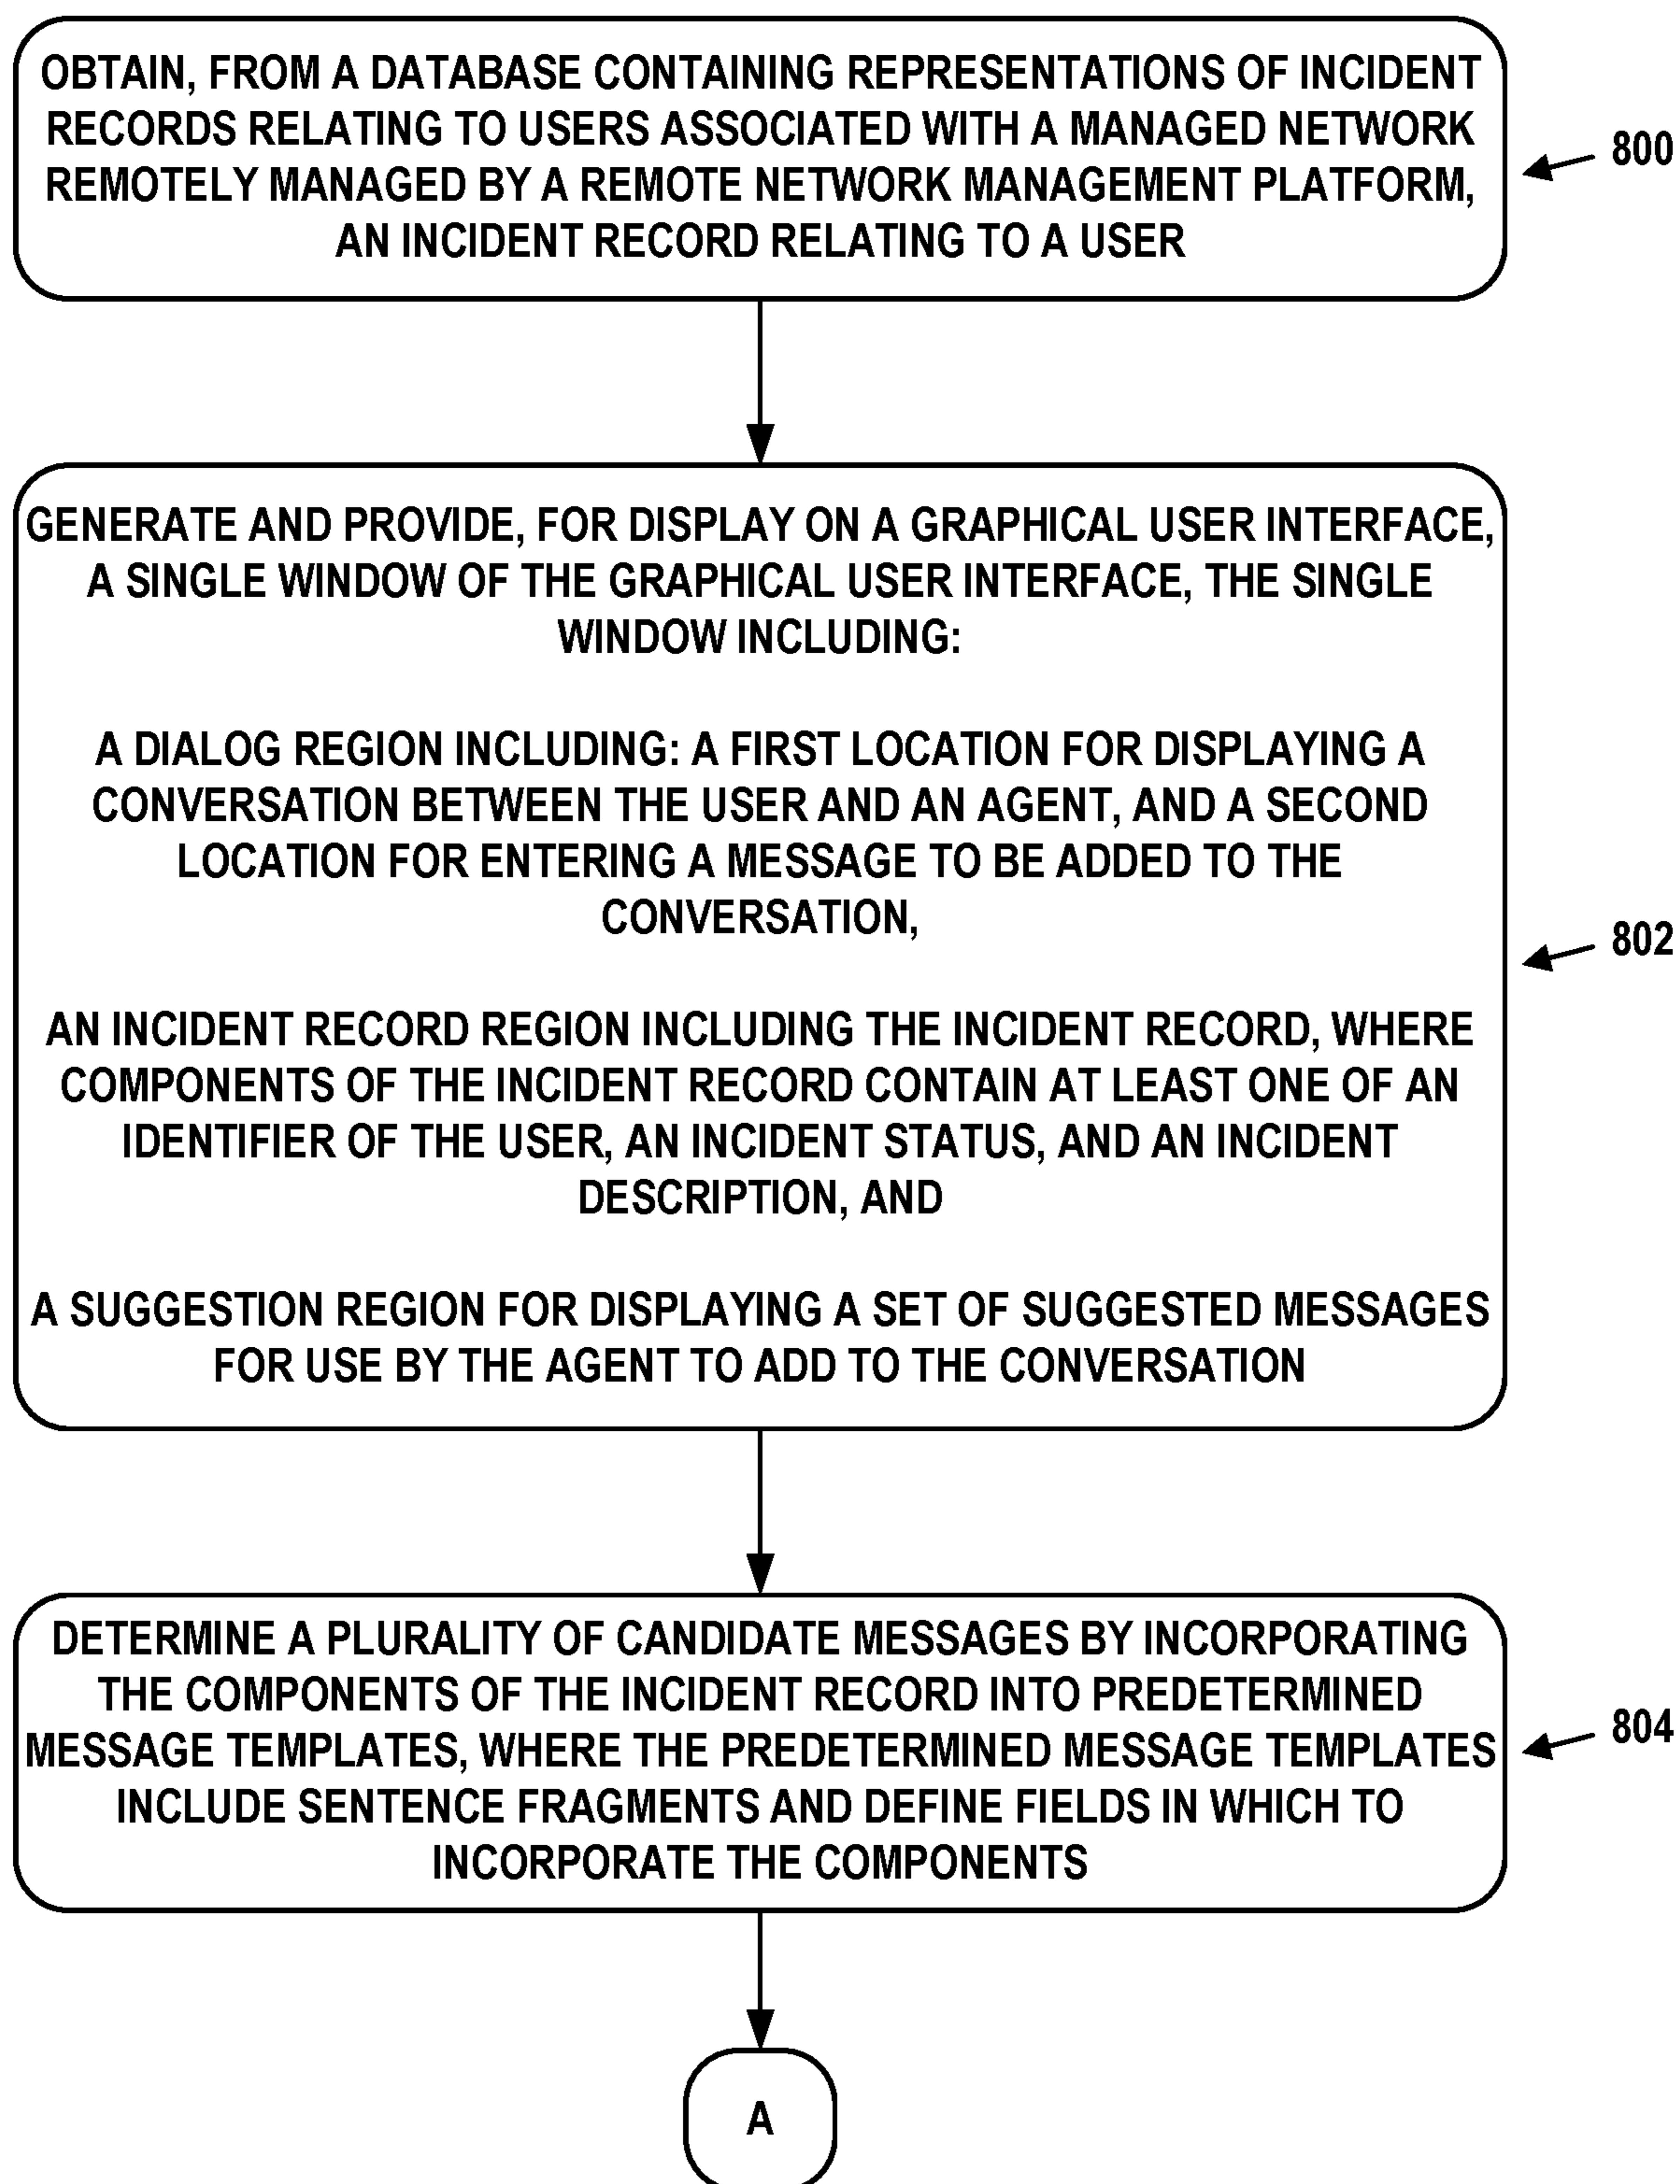 OBTAIN, FROM A DATABASE CONTAINING REPRESENTATIONS OF INCIDENT
RECORDS RELATING TO USERS ASSOCIATED WITH A MANAGED NETWORK
REMOTELY MANAGED BY A REMOTE NETWORK MANAGEMENT PLATFORM,
AN INCIDENT RECORD RELATING TO A USER
800
GENERATE AND PROVIDE, FOR DISPLAY ON A GRAPHICAL USER INTERFACE,
A SINGLE WINDOW OF THE GRAPHICAL USER INTERFACE, THE SINGLE
WINDOW INCLUDING:
A DIALOG REGION INCLUDING: A FIRST LOCATION FOR DISPLAYING A
CONVERSATION BETWEEN THE USER AND AN AGENT, AND A SECOND
LOCATION FOR ENTERING A MESSAGE TO BE ADDED TO THE
CONVERSATION,
AN INCIDENT RECORD REGION INCLUDING THE INCIDENT RECORD, WHERE
COMPONENTS OF THE INCIDENT RECORD CONTAIN AT LEAST ONE OF AN
IDENTIFIER OF THE USER, AN INCIDENT STATUS, AND AN INCIDENT
DESCRIPTION, AND
A SUGGESTION REGION FOR DISPLAYING A SET OF SUGGESTED MESSAGES
FOR USE BY THE AGENT TO ADD TO THE CONVERSATION
802
DETERMINE A PLURALITY OF CANDIDATE MESSAGES BY INCORPORATING
THE COMPONENTS OF THE INCIDENT RECORD INTO PREDETERMINED
MESSAGE TEMPLATES, WHERE THE PREDETERMINED MESSAGE TEMPLATES
INCLUDE SENTENCE FRAGMENTS AND DEFINE FIELDS IN WHICH TO
INCORPORATE THE COMPONENTS
804
A